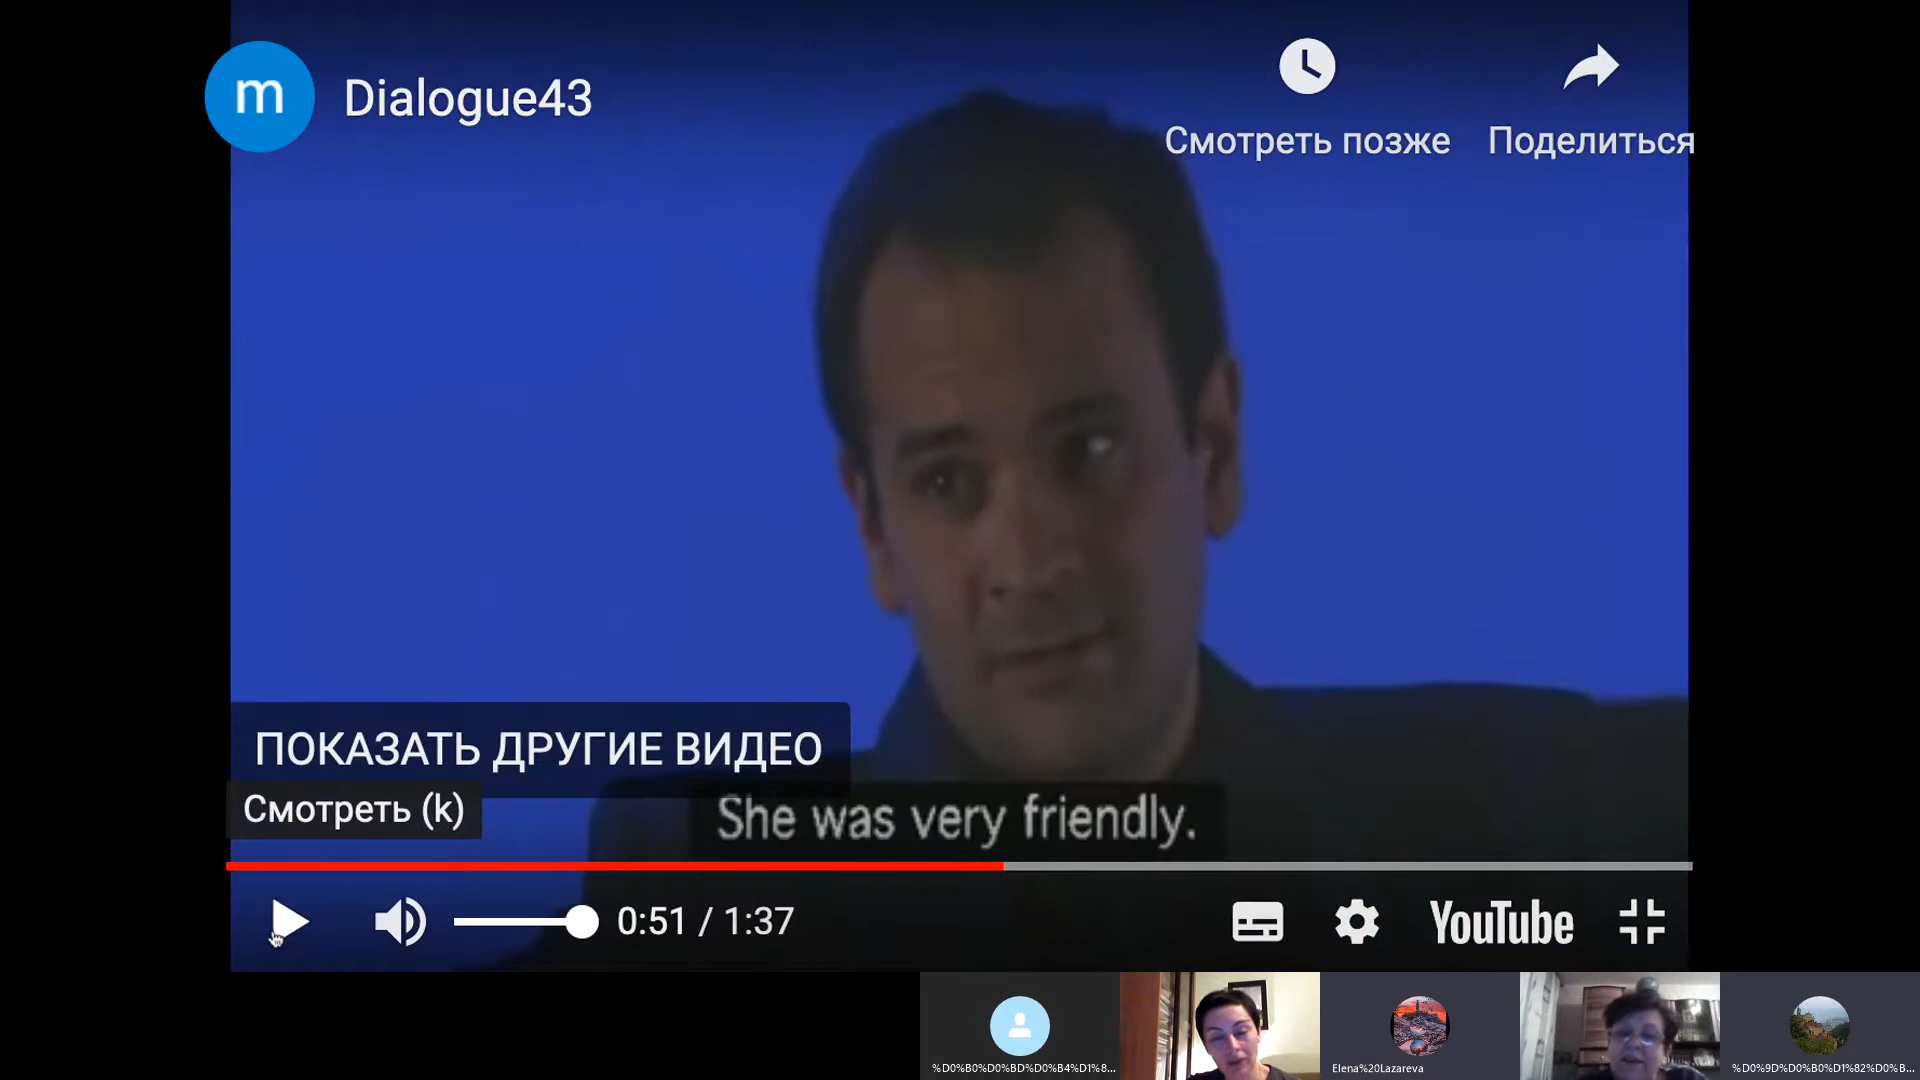 m
Dialogue43
Смотреть позже
Поделиться
ПОКАЗАТЬ ДРУГИЕ ВИДЕО
Смотреть (k)
She was very friendly.
0:51 / 1:37
YouTube
%D0%B0%D0%BD%D0%B4%D1%8...
Elena%20Lazareva
%D0%9D%D0%B0%D1%82%D0%B...